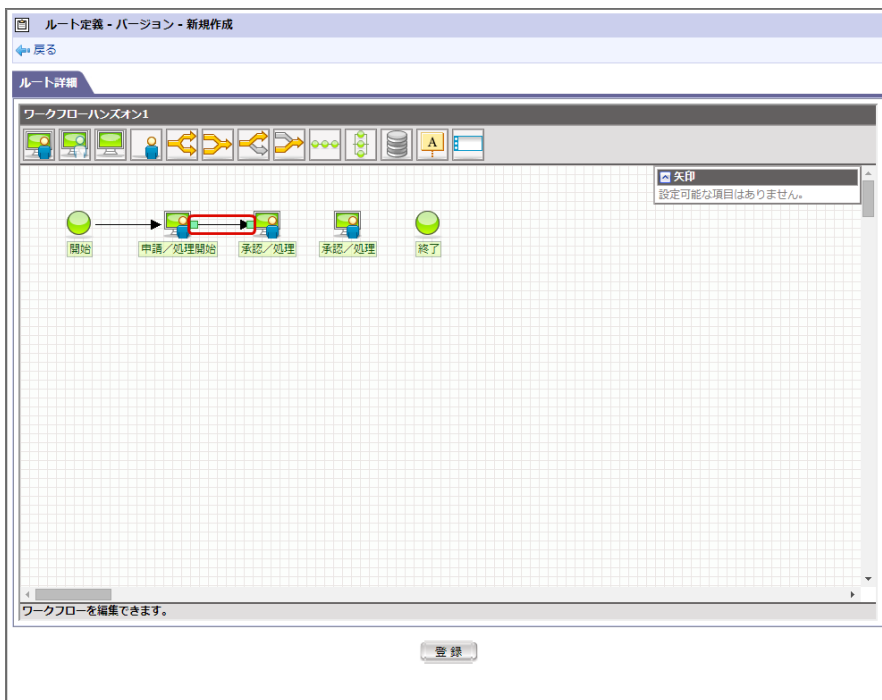 ルート定義 - バージョン - 新規作成
戻る
ルート詳細
ワークフローハンズオン1
A
矢印
設定可能な項目はありません。
開始 申請／処理開始 承認／処理 承認／処理 終了
ワークフローを編集できます。
登録